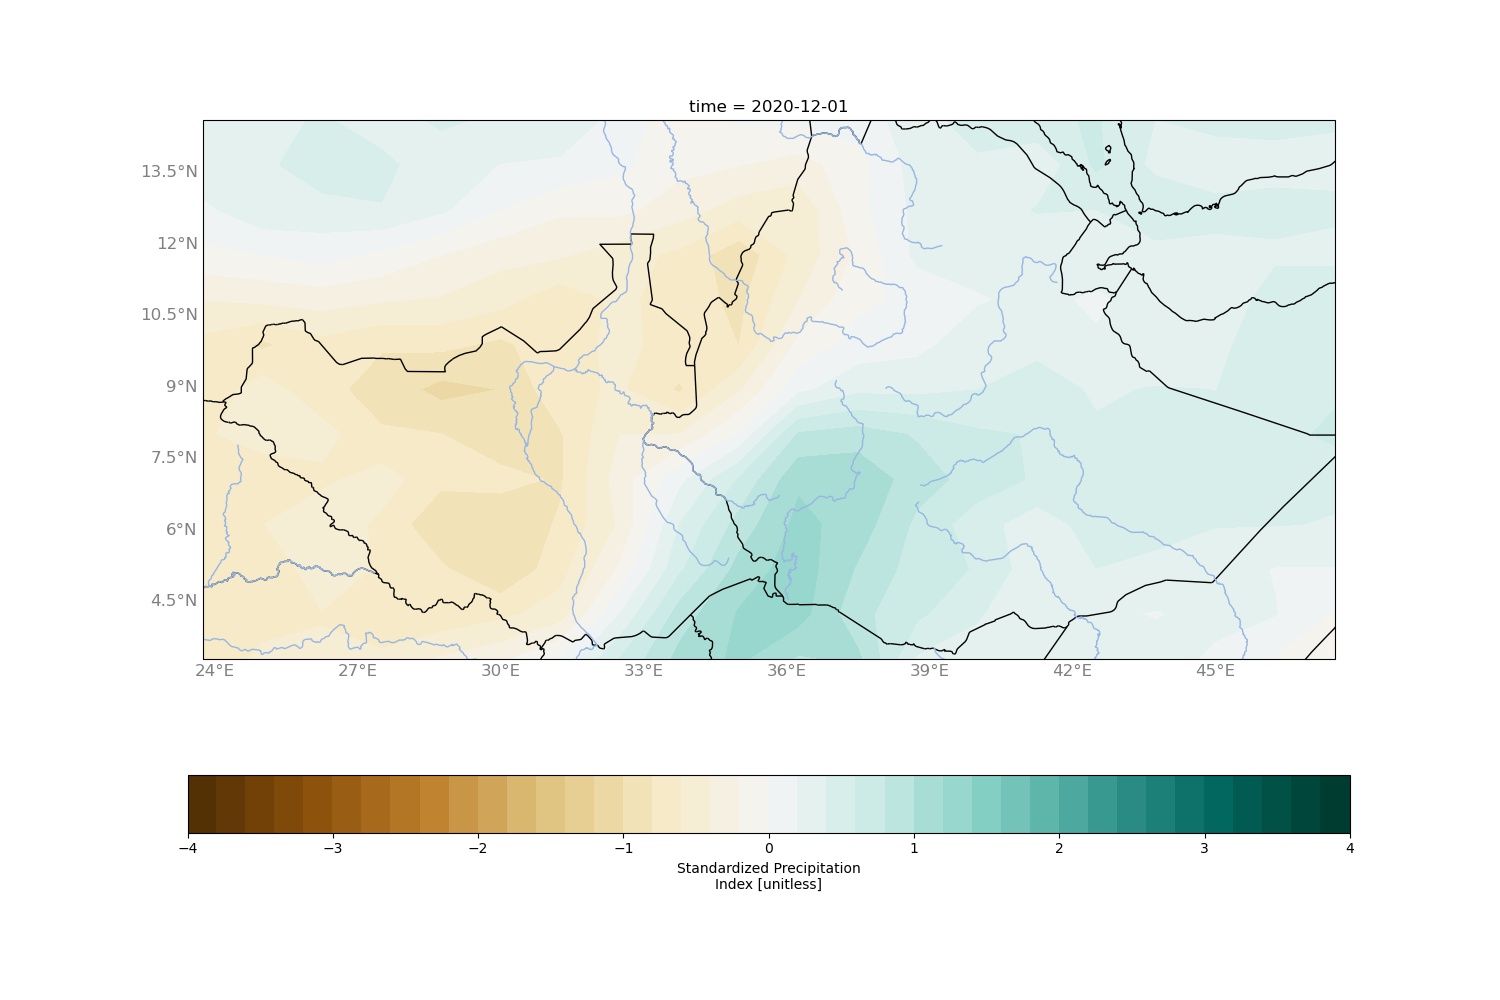 time = 2020-12-01
13.5°N
12°N
10.5°N
9°N
7.5°N
6°N
4.5°N
24°E 27°E 30°E 33°E 36°E 39°E 42°E 45°E
−4 −3 −2 −1 0 1 2 3 4
Standardized Precipitation
Index [unitless]